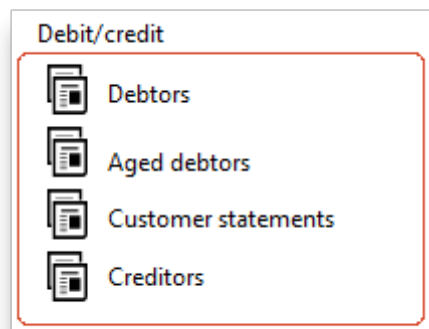 Debit/credit
Debtors
Aged debtors
Customer statements
Creditors